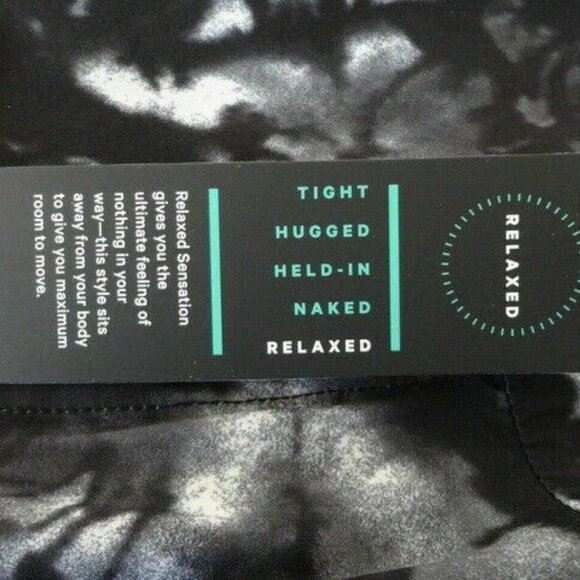 RELAXED
TIGHT
HUGGED
HELD-IN
NAKED
RELAXED
Relaxed Sensation
gives you the
ultimate feeling of
nothing in your
way—this style sits
away from your body
to give you maximum
room to move.